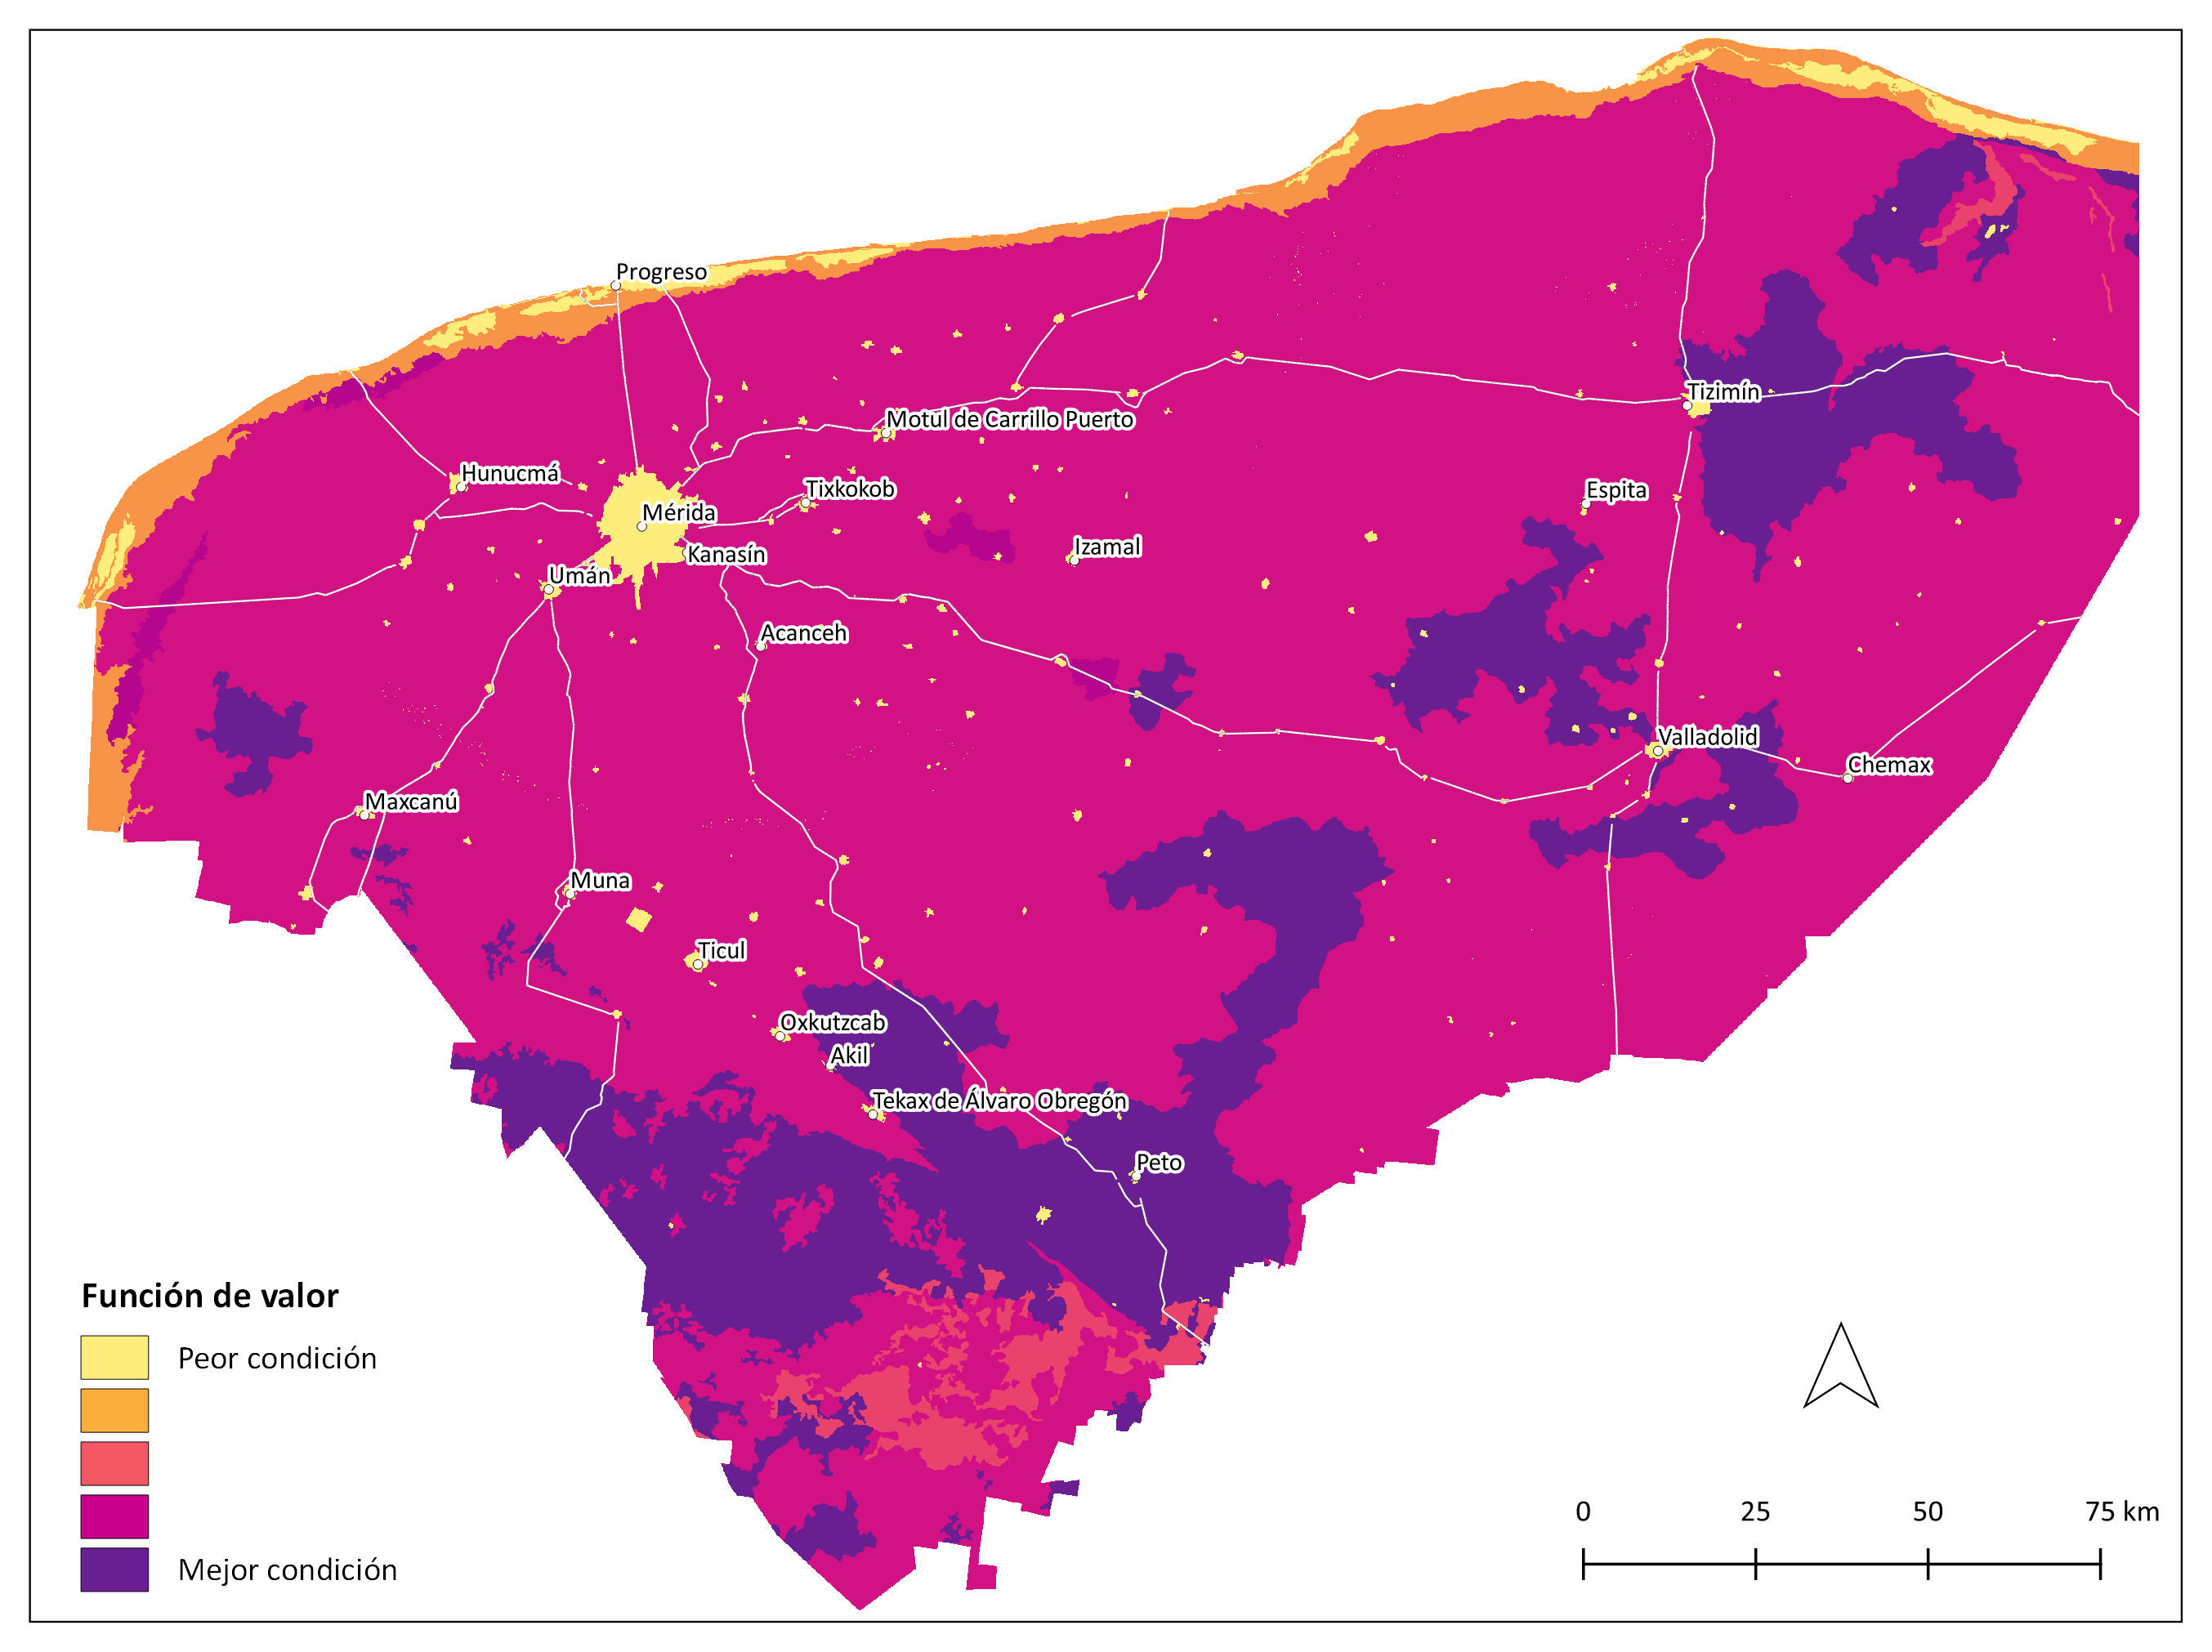 Progreso
Tizimín
Motul de Carrillo Puerto
Hunucmá
Tixkokob
Espita
Mérida
Izamal
Kanasín
Umán
Acanceh
Valladolid
Chemax
Maxcanú
Muna
Ticul
Oxkutzcab
Akil
Tekax de Álvaro Obregón
Peto
Función de valor
Peor condición
Mejor condición
0 25 50 75 km